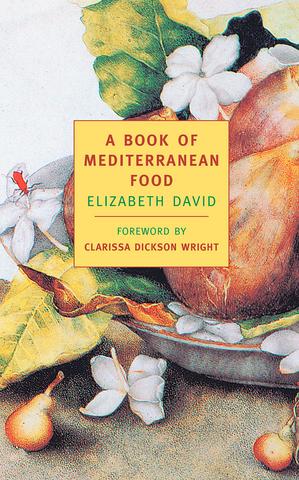 A BOOK OF
MEDITERRANEAN
FOOD
ELIZABETH DAVID
FOREWORD BY
CLARISSA DICKSON WRIGHT